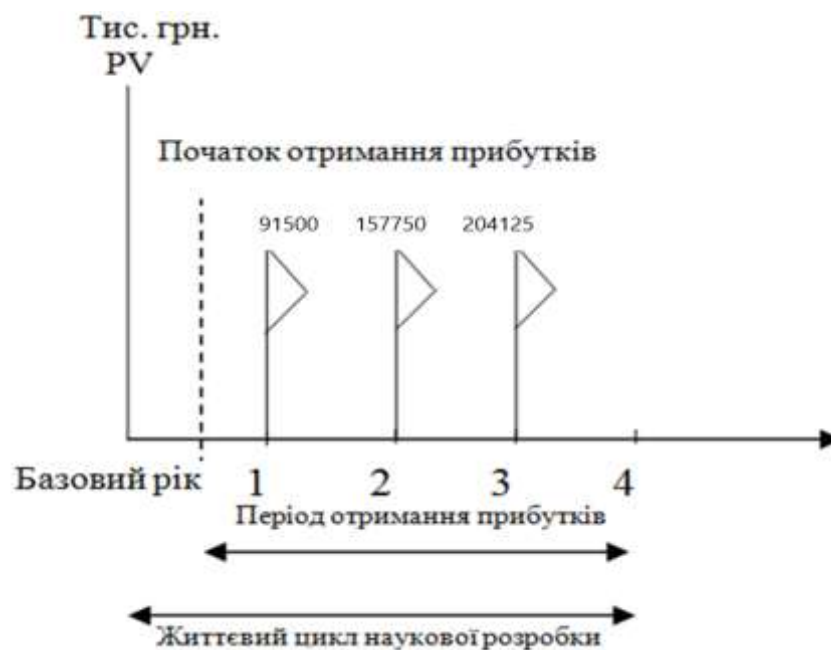 Тис. грн.
PV
Початок отримання прибутків
91500 157750 204125
Базовий рік 1 2 3 4
Період отримання прибутків
Життєвий цикл наукової розробки